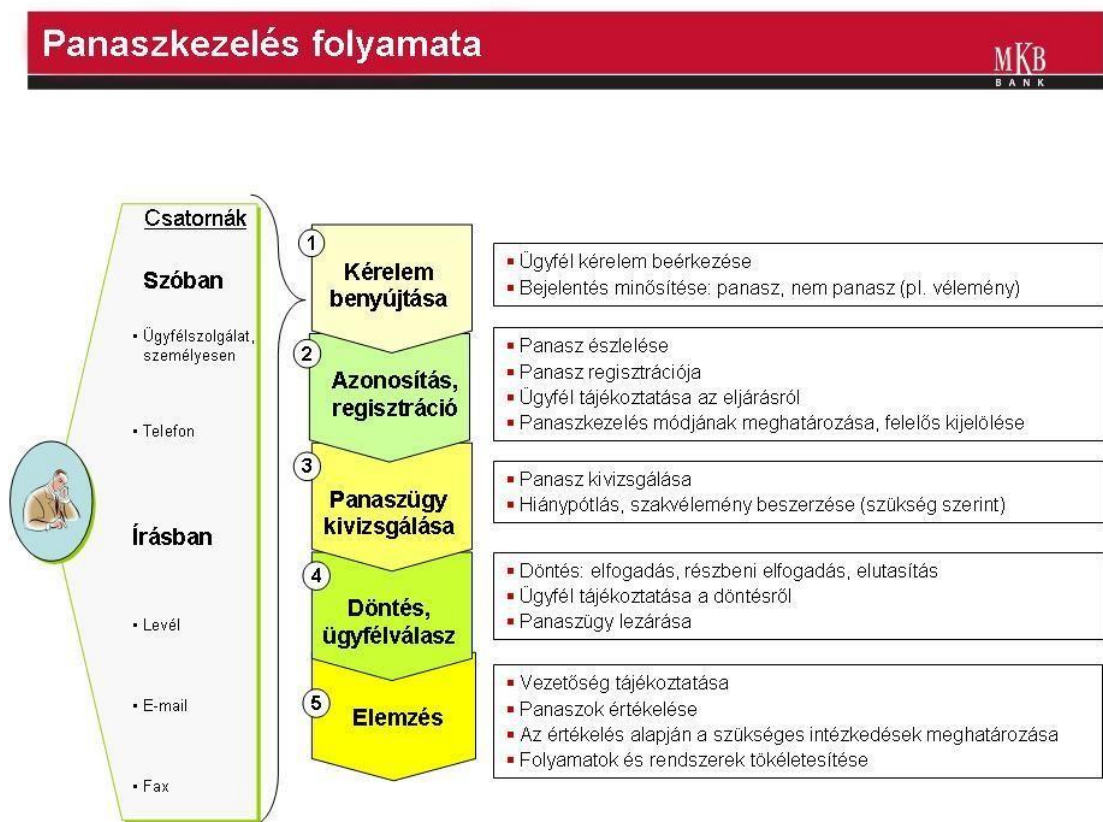 Panaszkezelés folyamata
MKB
BANK
Csatornák
Szóban
• Ügyfélszolgálat,
személyesen
• Telefon
Írásban
• Levél
• E-mail
• Fax
1
Kérelem
benyújtása
▪ Ügyfél kérelem beérkezése
▪ Bejelentés minősítése: panasz, nem panasz (pl. vélemény)
2
Azonosítás,
regisztráció
▪ Panasz észlelése
▪ Panasz regisztrációja
▪ Ügyfél tájékoztatása az eljárásról
▪ Panaszkezelés módjának meghatározása, felelős kijelölése
3
Panaszügy
kivizsgálása
▪ Panasz kivizsgálása
▪ Hiánypótlás, szakvélemény beszerzése (szükség szerint)
4
Döntés,
ügyfélválasz
▪ Döntés: elfogadás, részbeni elfogadás, elutasítás
▪ Ügyfél tájékoztatása a döntésről
▪ Panaszügy lezárása
5
Elemzés
▪ Vezetőség tájékoztatása
▪ Panaszok értékelése
▪ Az értékelés alapján a szükséges intézkedések meghatározása
▪ Folyamatok és rendszerek tökéletesítése